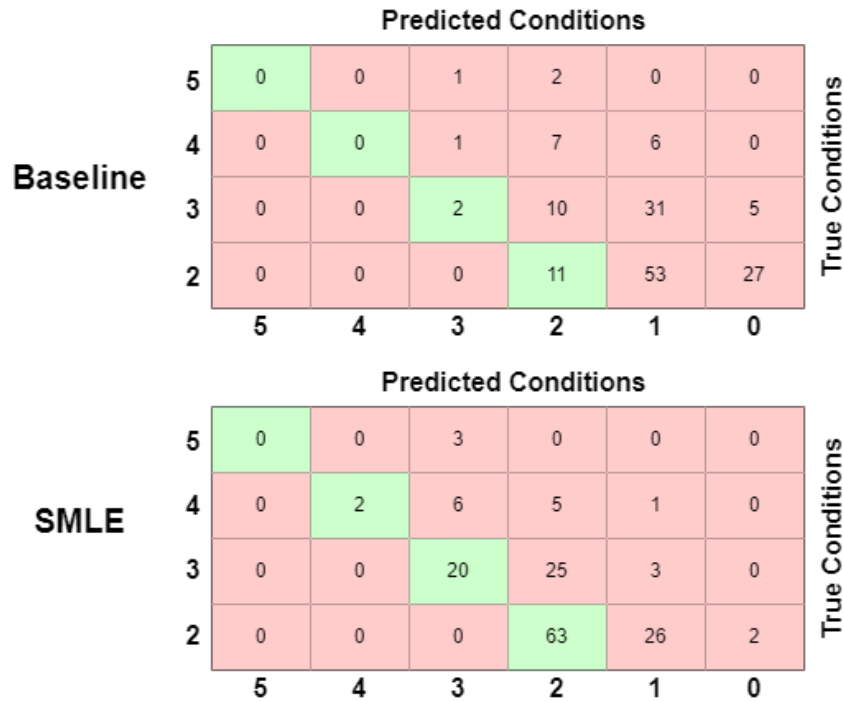 Predicted Conditions
5 0 0 1 2 0 0
4 0 0 1 7 6 0
Baseline
3 0 0 2 10 31 5
2 0 0 0 11 53 27
5 4 3 2 1 0
True Conditions
Predicted Conditions
5 0 0 3 0 0 0
4 0 2 6 5 1 0
SMLE
3 0 0 20 25 3 0
2 0 0 0 63 26 2
5 4 3 2 1 0
True Conditions